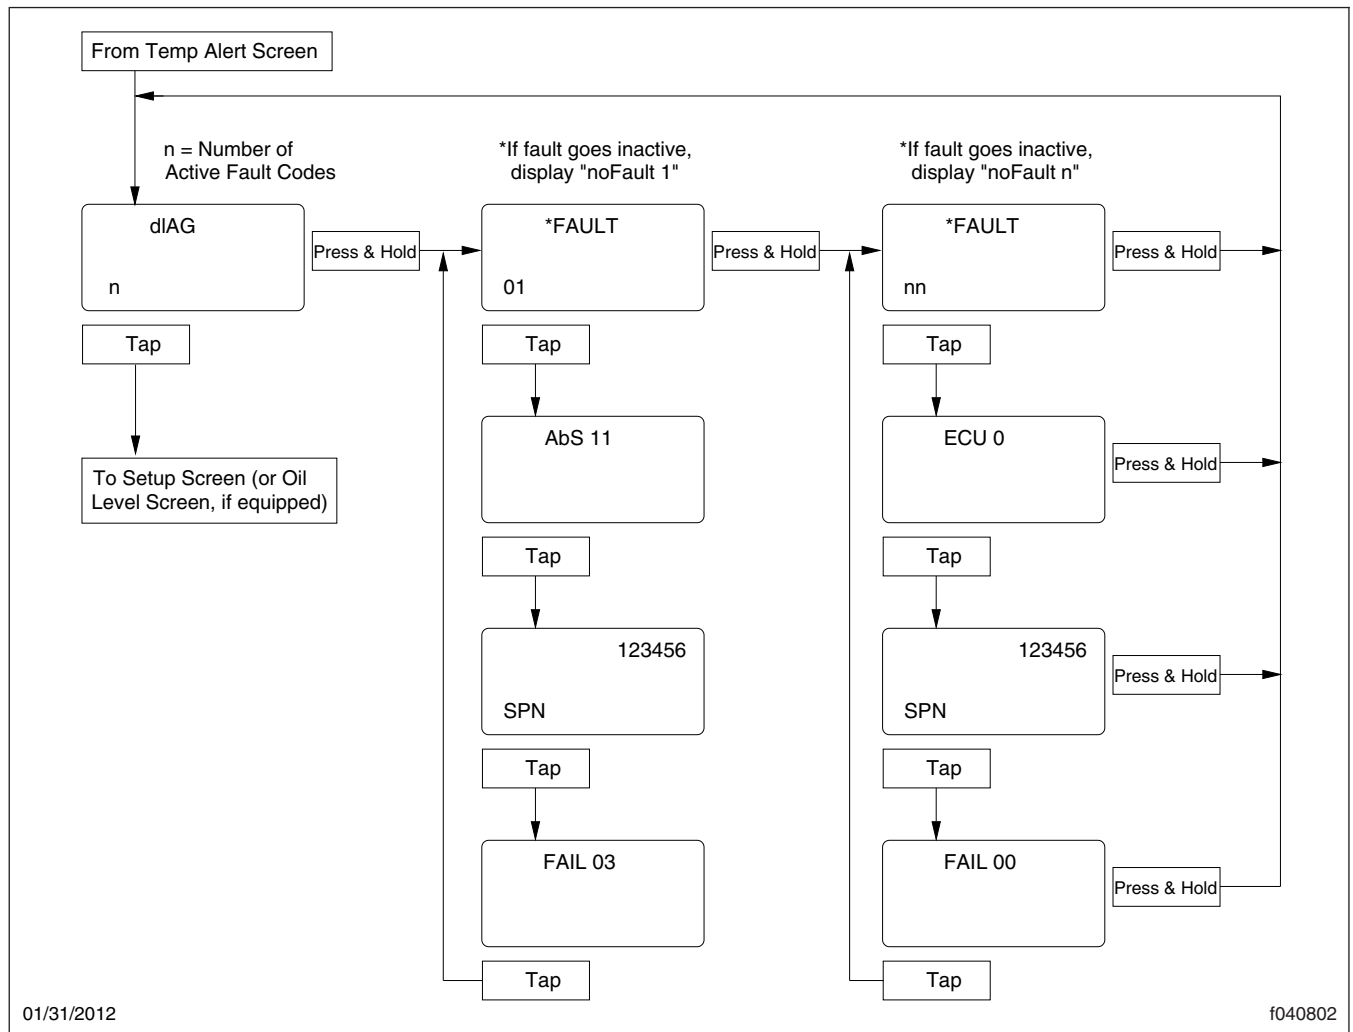 From Temp Alert Screen
n = Number of
Active Fault Codes
*If fault goes inactive,
display "noFault 1"
*If fault goes inactive,
display "noFault n"
dIAG
n
Press & Hold
*FAULT
01
Press & Hold
*FAULT
nn
Press & Hold
Tap
Tap
Tap
To Setup Screen (or Oil
Level Screen, if equipped)
AbS 11
ECU 0
Press & Hold
Tap
Tap
123456
SPN
123456
SPN
Press & Hold
Tap
Tap
FAIL 03
FAIL 00
Press & Hold
Tap
Tap
01/31/2012
f040802